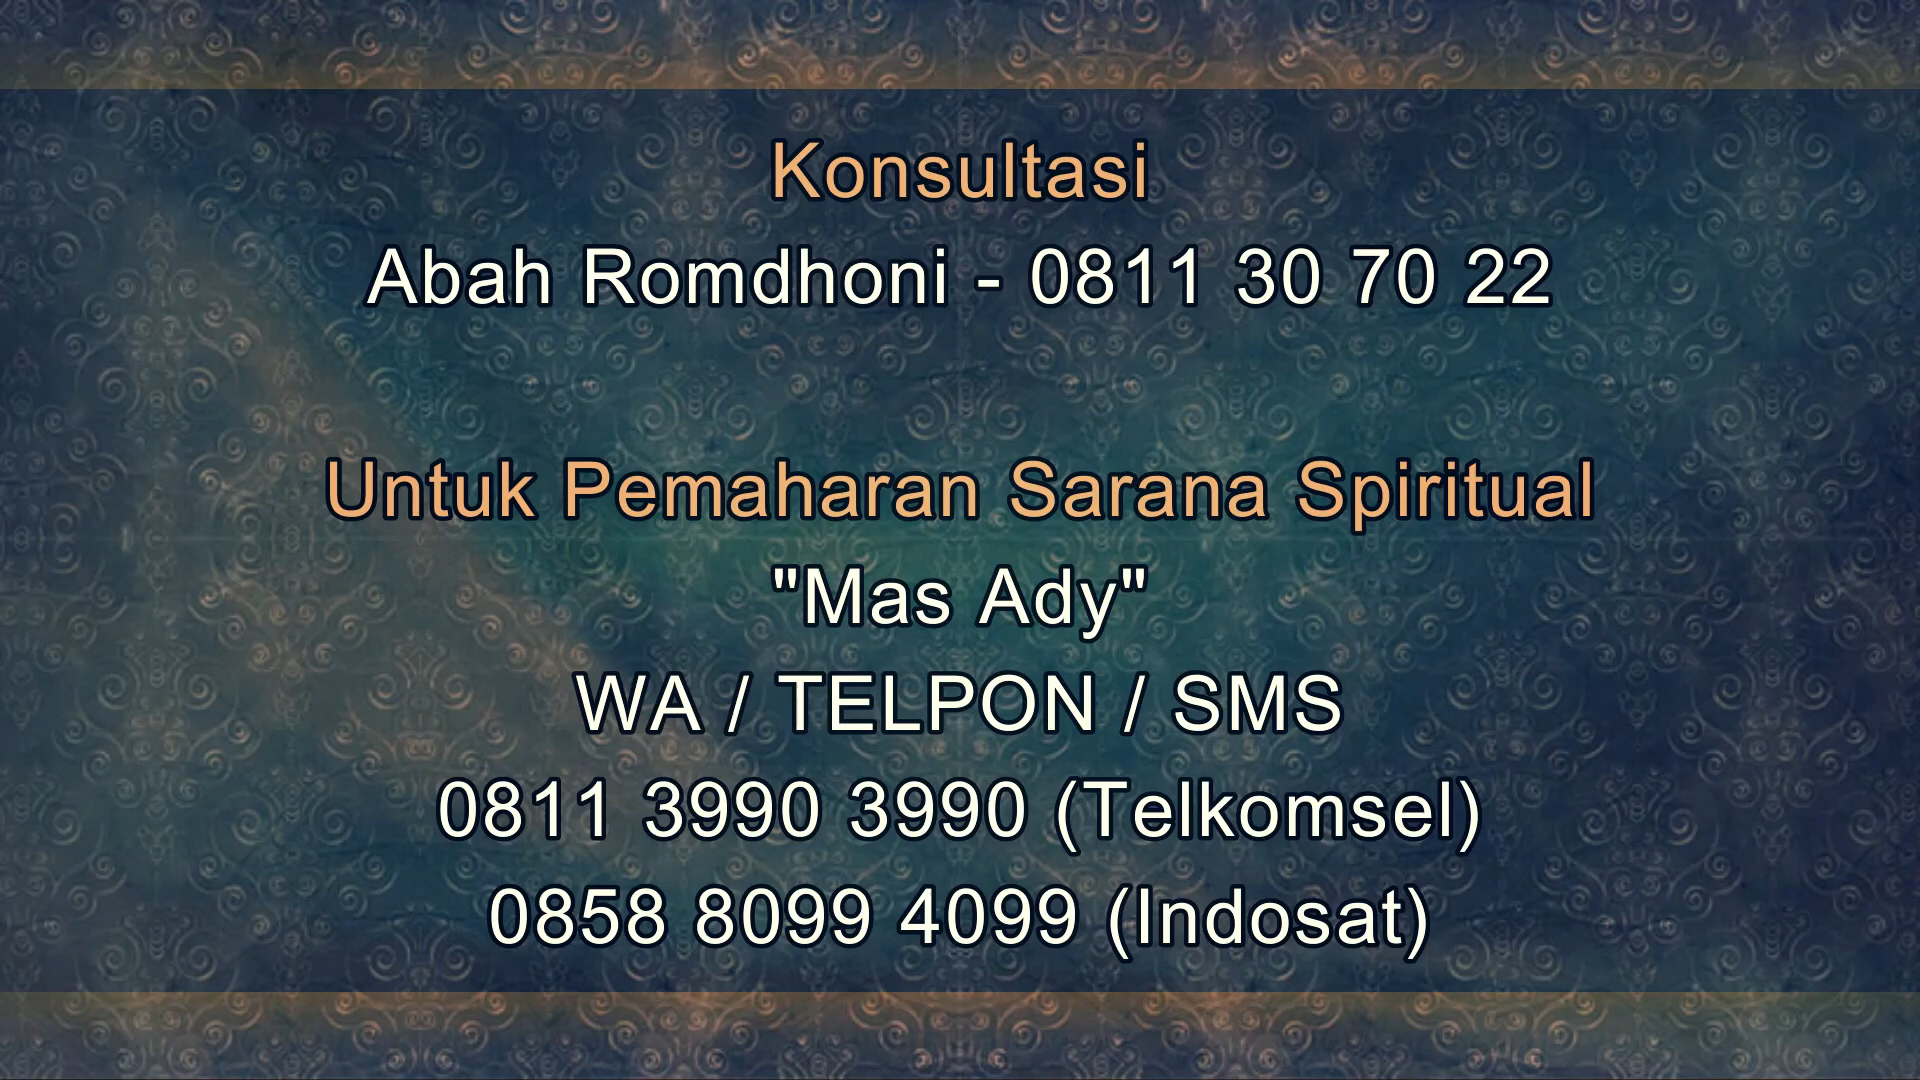 Konsultasi
Abah Romdhoni - 0811 30 70 22
Untuk Pemaharan Sarana Spiritual
"Mas Ady"
WA / TELPON / SMS
0811 3990 3990 (Telkomsel)
0858 8099 4099 (Indosat)